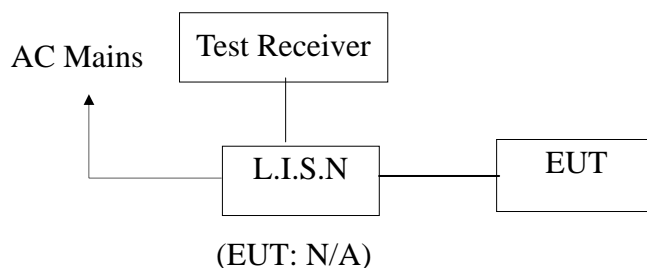 Test Receiver
AC Mains
L.I.S.N
EUT
(EUT: N/A)